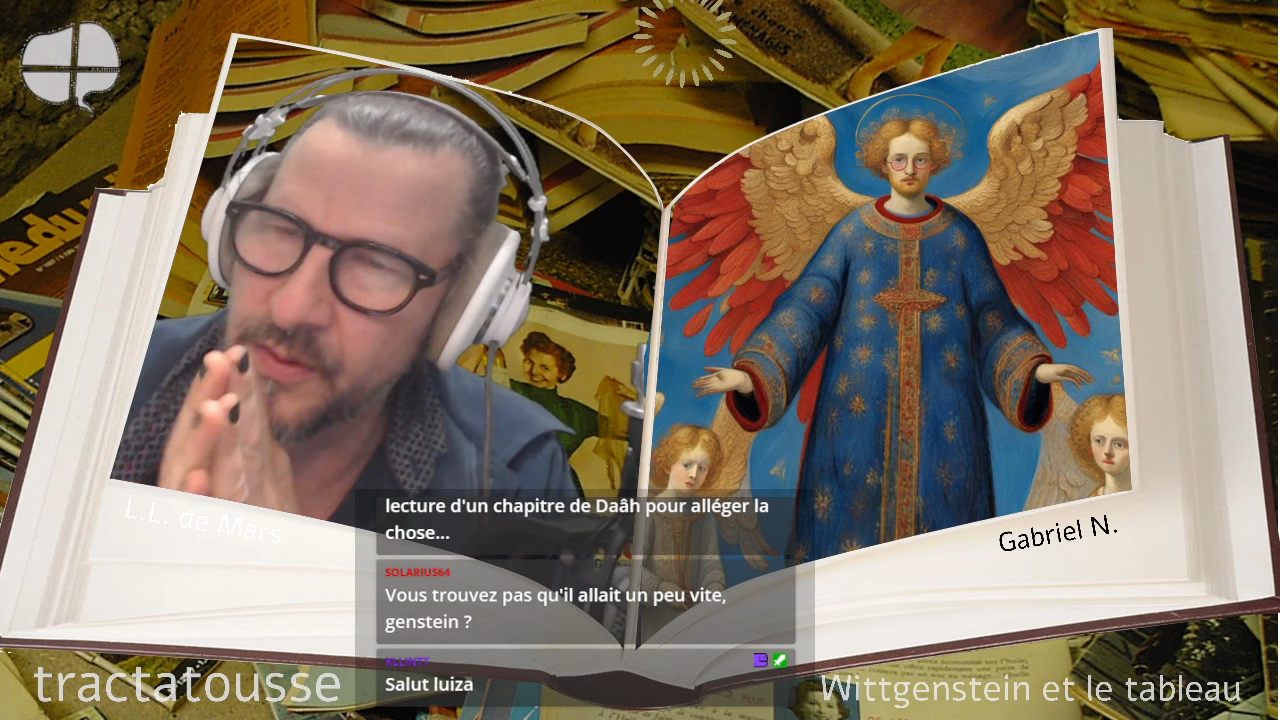 L.L. de Mars
Gabriel N.
lecture d'un chapitre de Daâh pour alléger la
chose...
SOLARIUS64
Vous trouvez pas qu'il allait un peu vite,
genstein ?
Salut luiza
tractatousse
Wittgenstein et le tableau